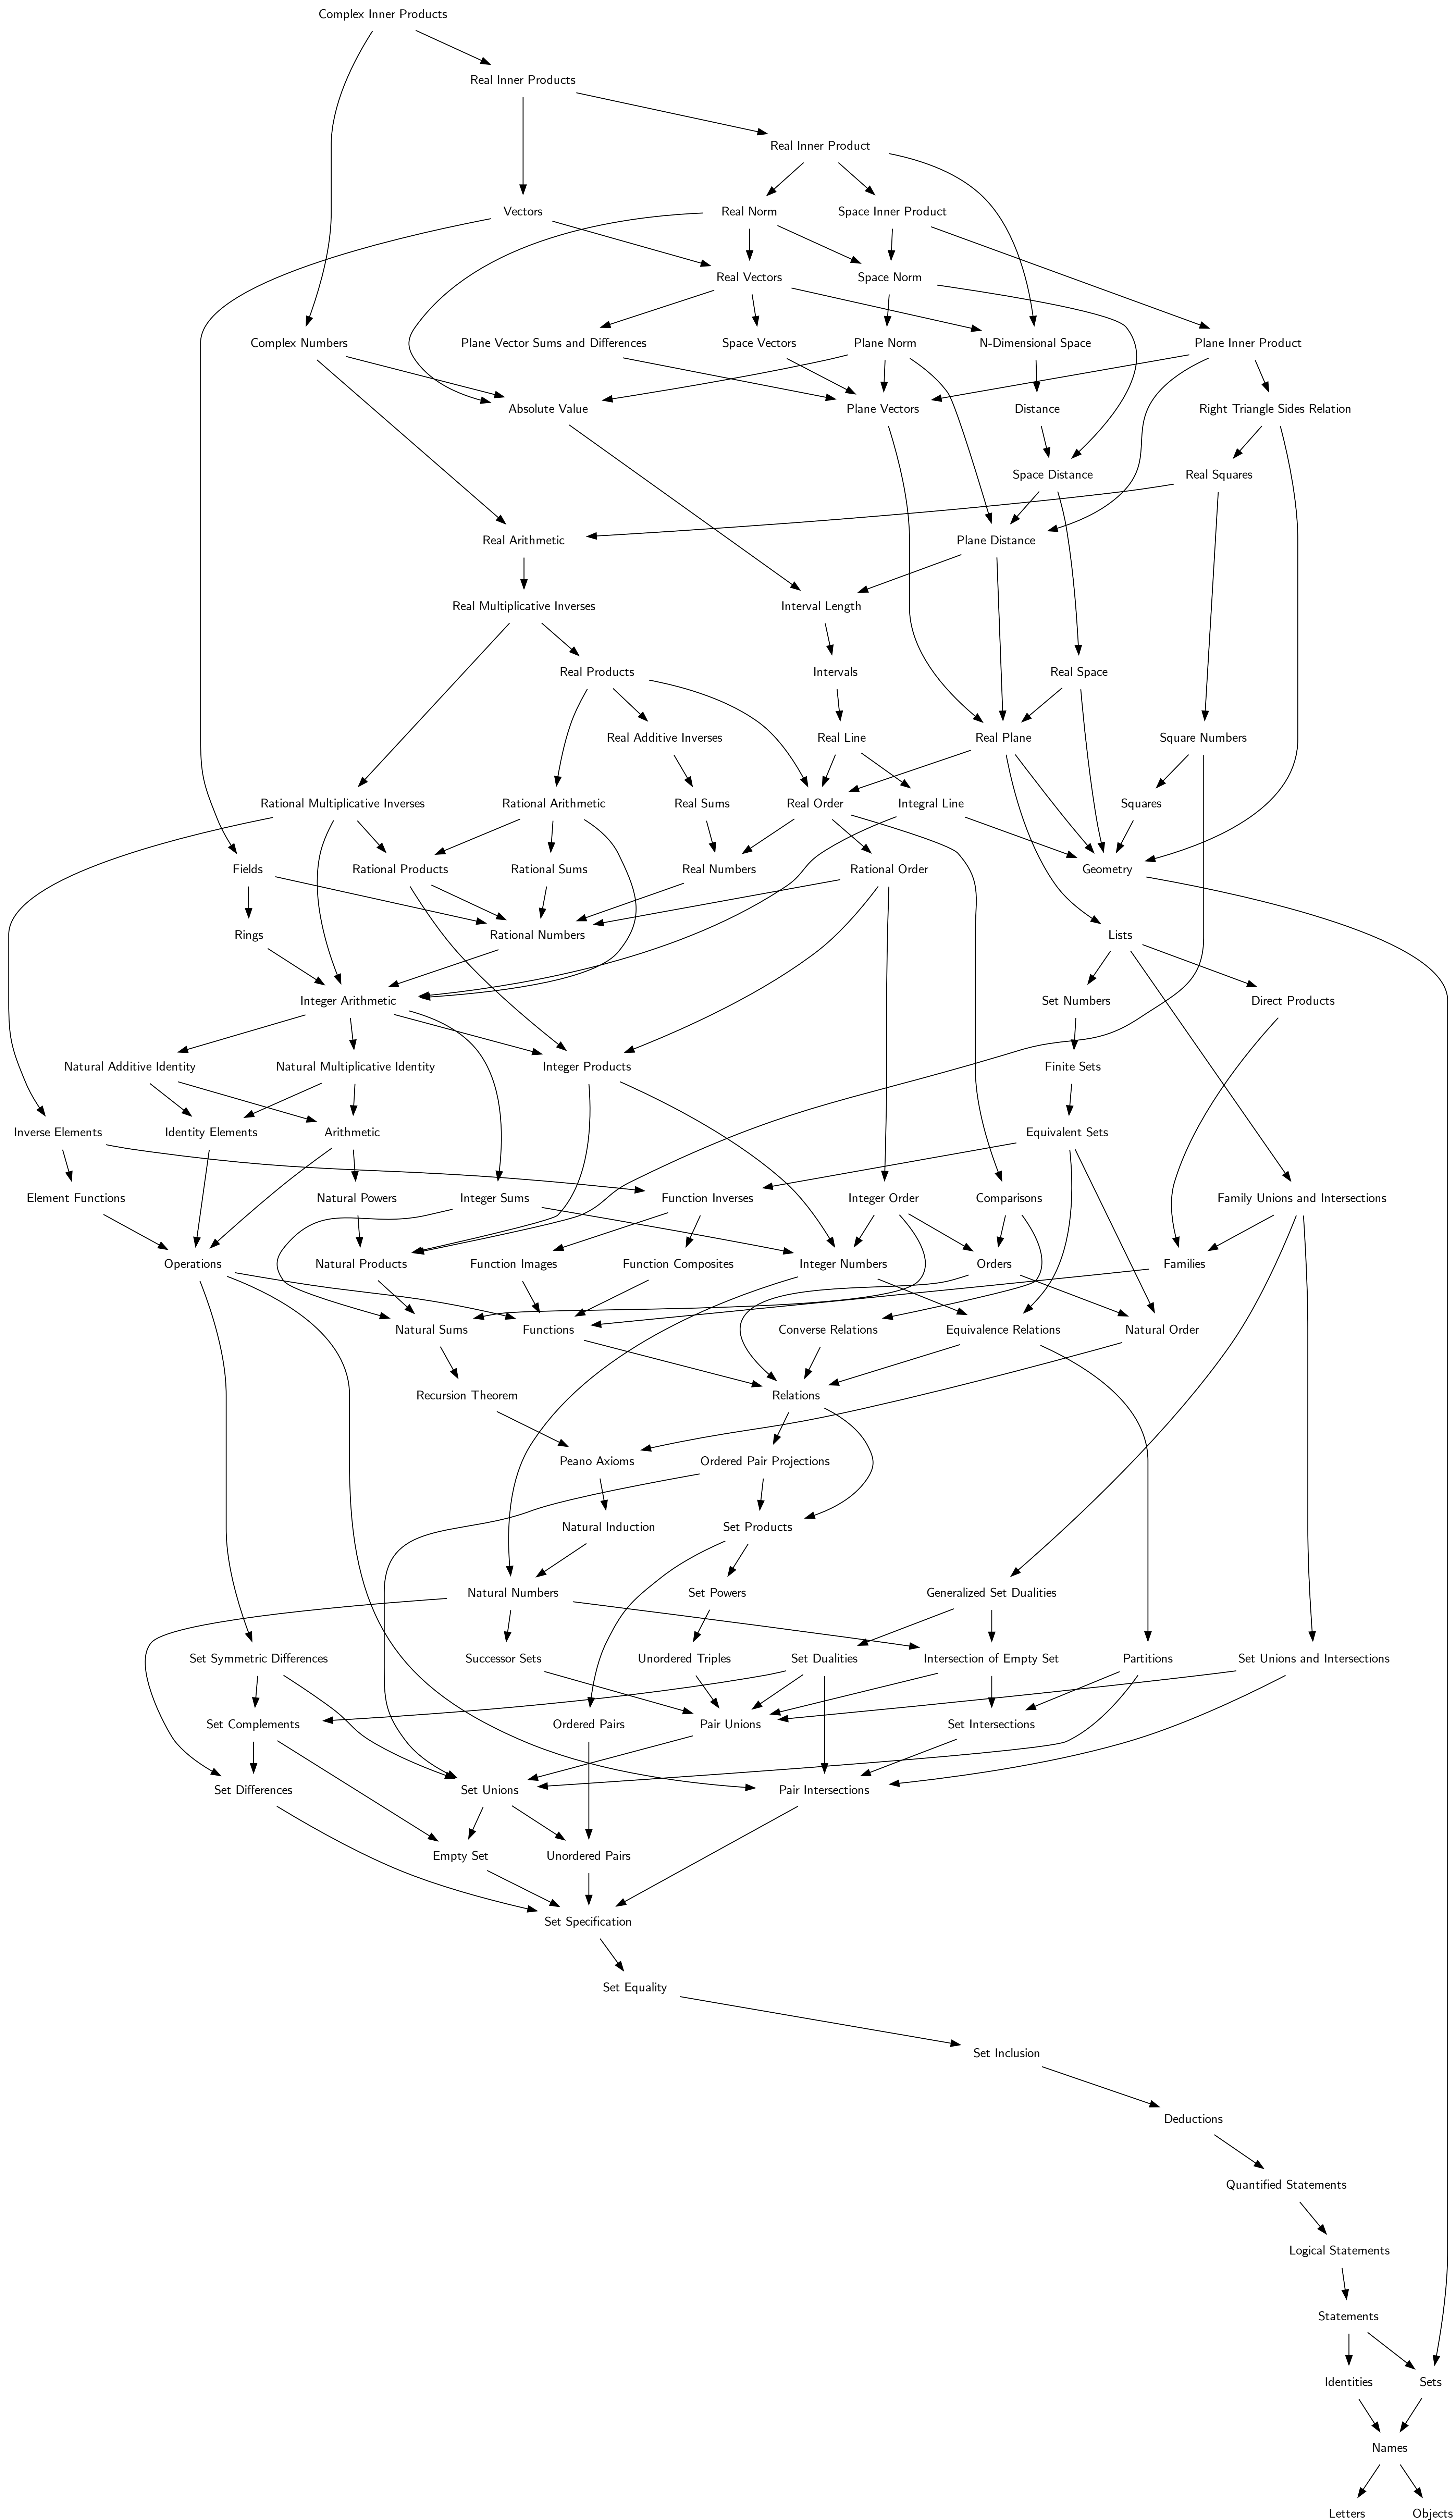 Complex Inner Products
Real Inner Products
Real Inner Product
Vectors
Real Norm
Space Inner Product
Real Vectors
Space Norm
Complex Numbers
Plane Vector Sums and Differences
Space Vectors
Plane Norm
N-Dimensional Space
Plane Inner Product
Absolute Value
Plane Vectors
Distance
Right Triangle Sides Relation
Space Distance
Real Squares
Real Arithmetic
Plane Distance
Real Multiplicative Inverses
Interval Length
Real Products
Intervals
Real Space
Real Additive Inverses
Real Line
Real Plane
Square Numbers
Rational Multiplicative Inverses
Rational Arithmetic
Real Sums
Real Order
Integral Line
Squares
Fields
Rational Products
Rational Sums
Real Numbers
Rational Order
Geometry
Rings
Rational Numbers
Lists
Integer Arithmetic
Set Numbers
Direct Products
Natural Additive Identity
Natural Multiplicative Identity
Integer Products
Finite Sets
Inverse Elements
Identity Elements
Arithmetic
Equivalent Sets
Element Functions
Natural Powers
Integer Sums
Function Inverses
Integer Order
Comparisons
Family Unions and Intersections
Operations
Natural Products
Function Images
Function Composites
Integer Numbers
Orders
Families
Natural Sums
Functions
Converse Relations
Equivalence Relations
Natural Order
Recursion Theorem
Relations
Peano Axioms
Ordered Pair Projections
Natural Induction
Set Products
Natural Numbers
Set Powers
Generalized Set Dualities
Set Symmetric Differences
Successor Sets
Unordered Triples
Set Dualities
Intersection of Empty Set
Partitions
Set Unions and Intersections
Set Complements
Ordered Pairs
Pair Unions
Set Intersections
Set Differences
Set Unions
Pair Intersections
Empty Set
Unordered Pairs
Set Specification
Set Equality
Set Inclusion
Deductions
Quantified Statements
Logical Statements
Statements
Identities
Sets
Names
Letters
Objects